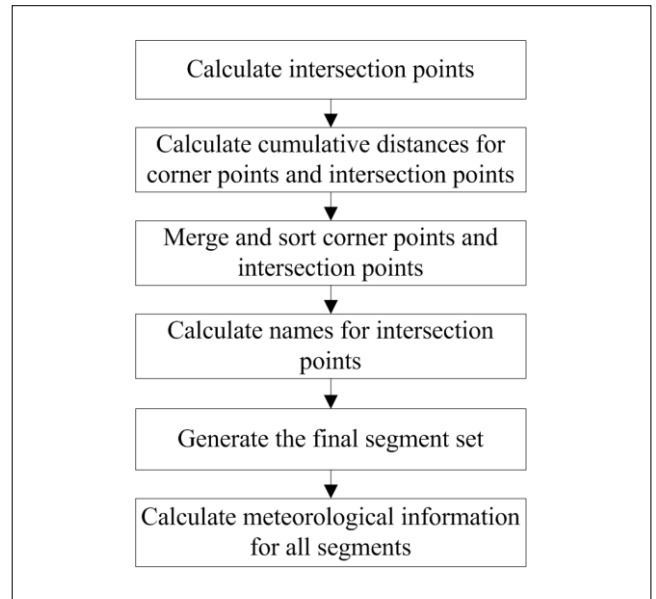 Calculate intersection points
Calculate cumulative distances for
corner points and intersection points
Merge and sort corner points and
intersection points
Calculate names for intersection
points
Generate the final segment set
Calculate meteorological information
for all segments